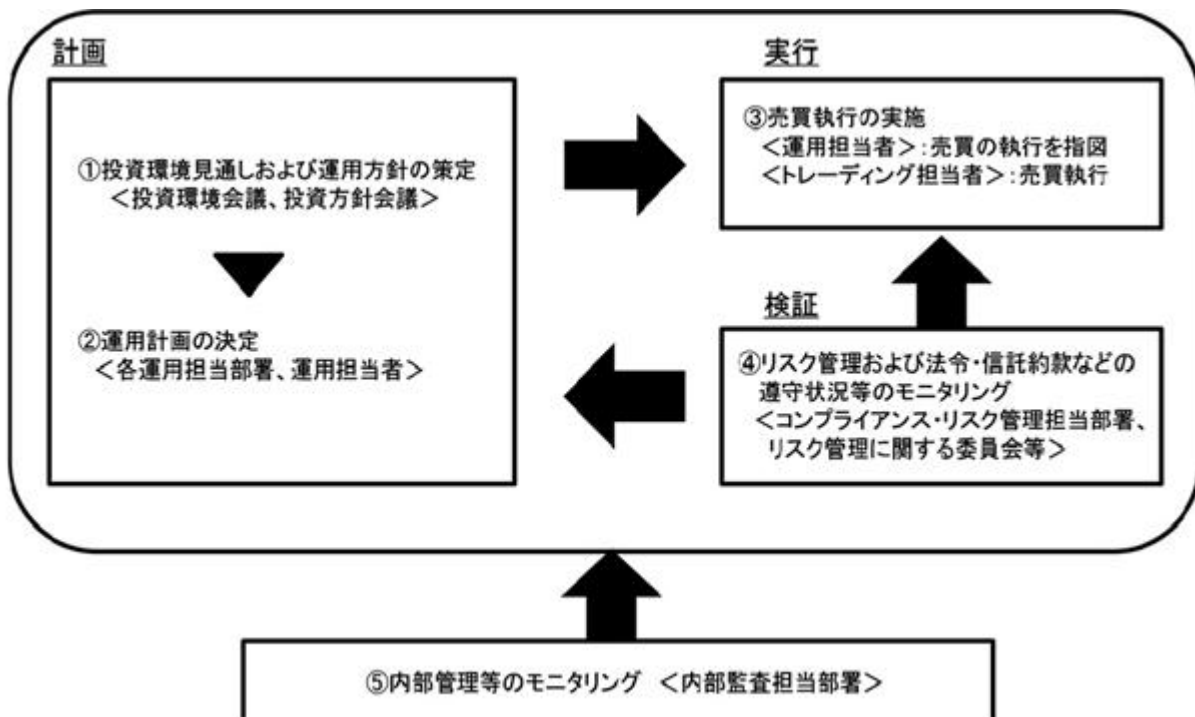 計画
①投資環境見通しおよび運用方針の策定
＜投資環境会議、投資方針会議＞
②運用計画の決定
＜各運用担当部署、運用担当者＞
実行
③売買執行の実施
＜運用担当者＞：売買の執行を指図
＜トレーディング担当者＞：売買執行
検証
④リスク管理および法令・信託約款などの
遵守状況等のモニタリング
＜コンプライアンス・リスク管理担当部署、
リスク管理に関する委員会等＞
⑤内部管理等のモニタリング ＜内部監査担当部署＞